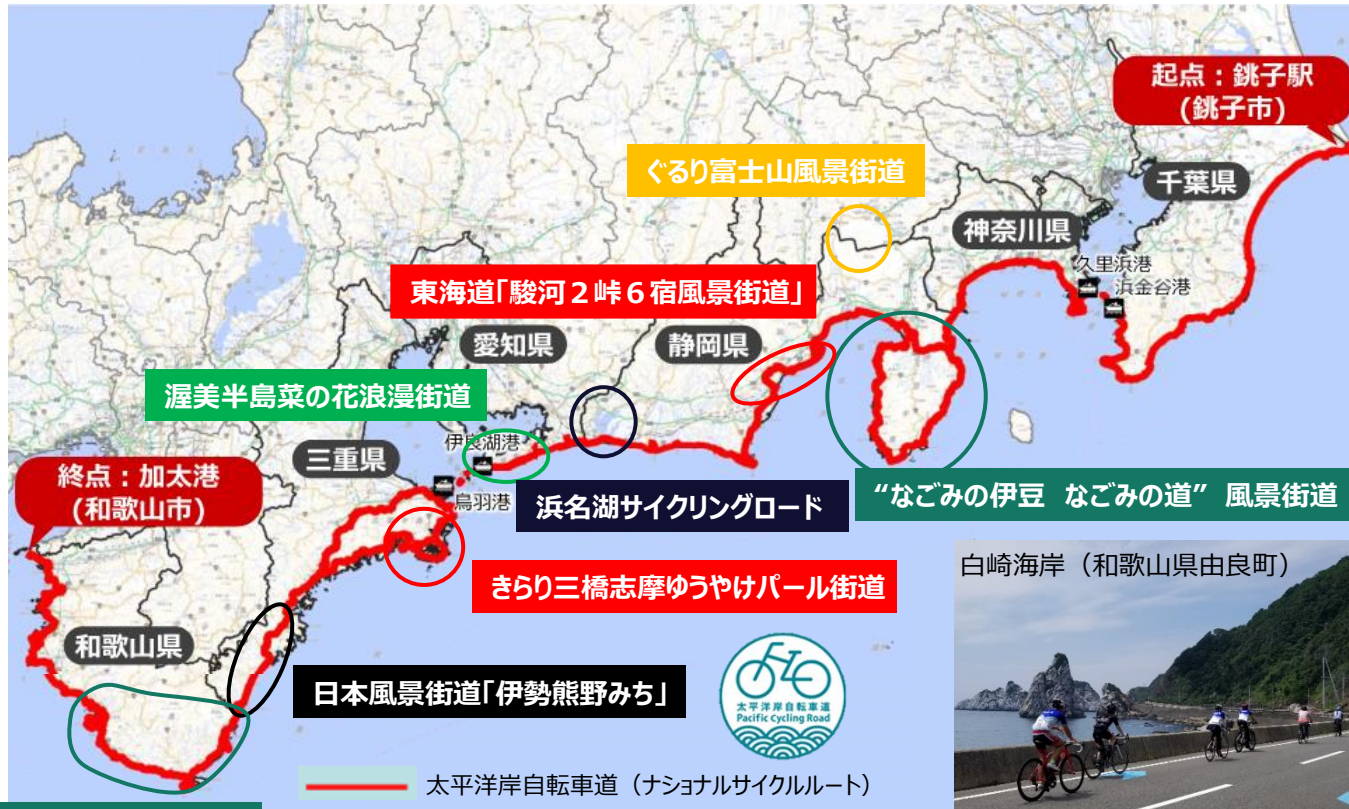 起点：銚子駅
(銚子市)
千葉県
ぐるり富士山風景街道
神奈川県
久里浜港
浜金谷港
東海道「駿河２峠６宿風景街道」
愛知県
静岡県
渥美半島菜の花浪漫街道
伊良湖港
三重県
終点：加太港
(和歌山市)
鳥羽港
浜名湖サイクリングロード
“なごみの伊豆 なごみの道” 風景街道
きらり三橋志摩ゆうやけパール街道
白崎海岸（和歌山県由良町）
和歌山県
日本風景街道「伊勢熊野みち」
太平洋岸自転車道
Pacific Cycling Road
太平洋岸自転車道（ナショナルサイクルルート）